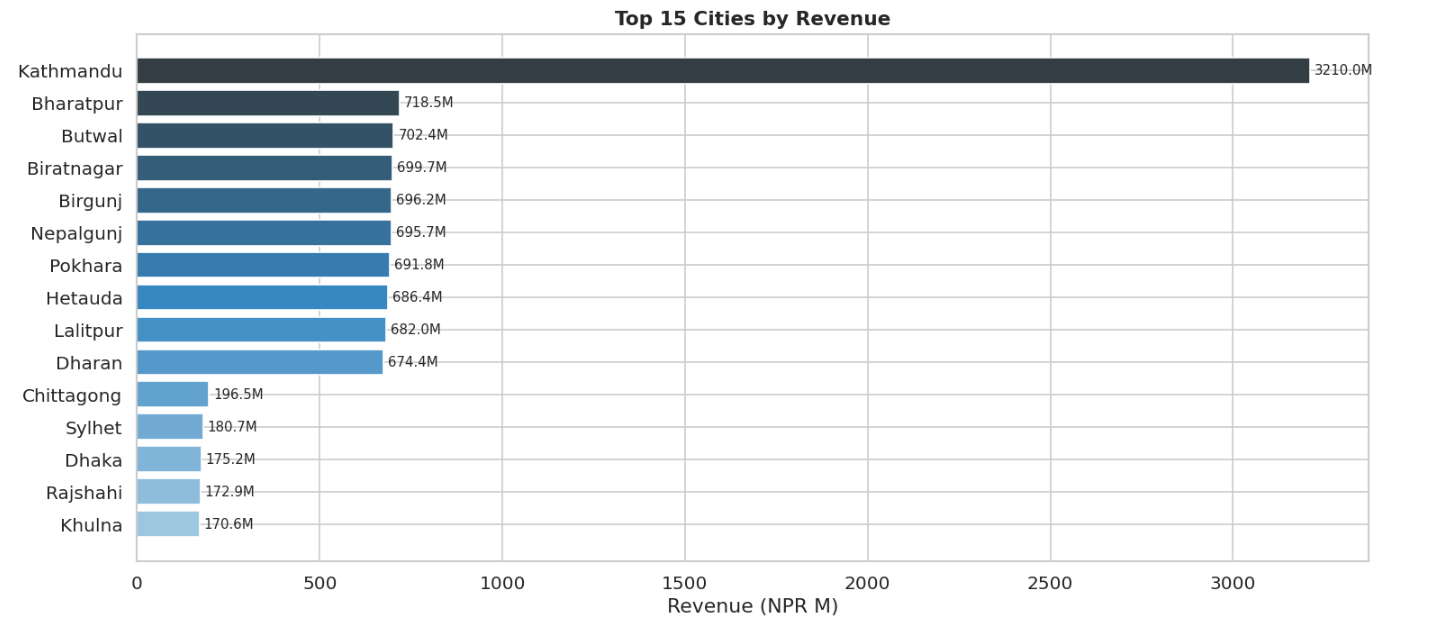 Top 15 Cities by Revenue
Kathmandu 3210.0M
Bharatpur 718.5M
Butwal 702.4M
Biratnagar 699.7M
Birgunj 696.2M
Nepalgunj 695.7M
Pokhara 691.8M
Hetauda 686.4M
Lalitpur 682.0M
Dharan 674.4M
Chittagong 196.5M
Sylhet 180.7M
Dhaka 175.2M
Rajshahi 172.9M
Khulna 170.6M
0 500 1000 1500 2000 2500 3000
Revenue (NPR M)